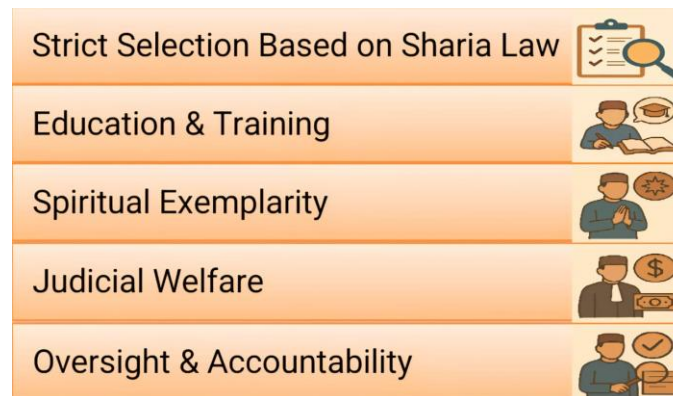 Strict Selection Based on Sharia Law
Education & Training
Spiritual Exemplarity
Judicial Welfare
Oversight & Accountability